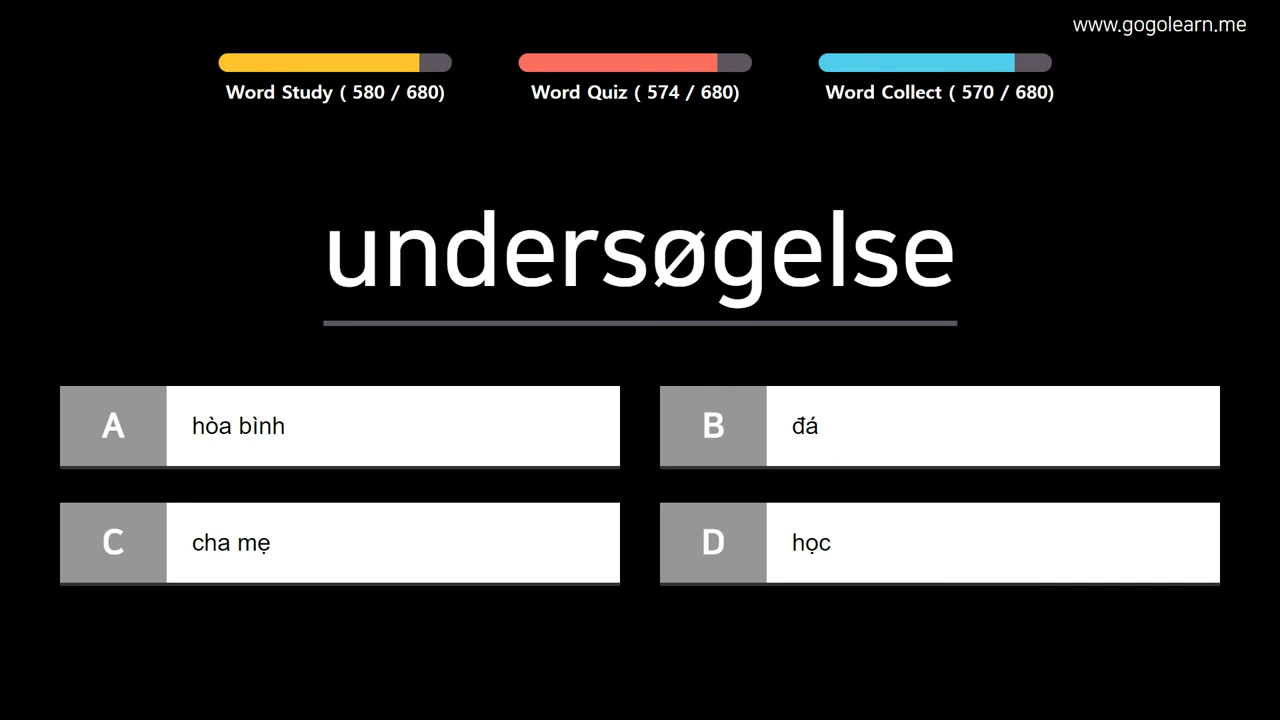 www.gogolearn.me
Word Study ( 580 / 680)
Word Quiz ( 574 / 680)
Word Collect ( 570 / 680)
undersøgelse
A hòa bình
B đá
C cha mẹ
D học